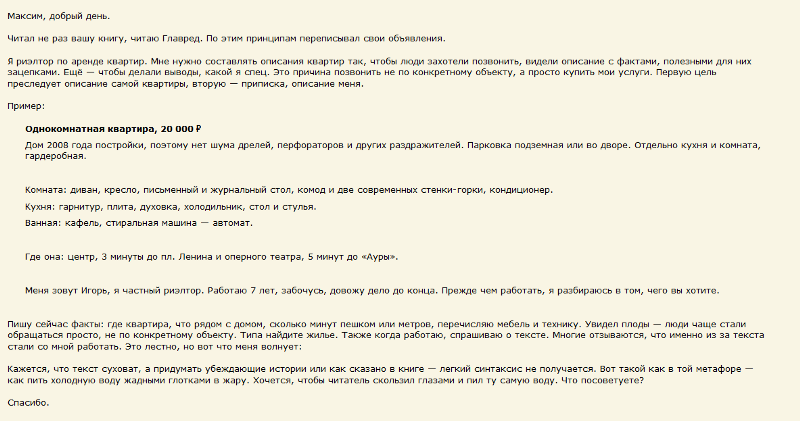 Максим, добрый день.
Читал не раз вашу книгу, читаю Главред. По этим принципам переписывал свои объявления.
Я риэлтор по аренде квартир. Мне нужно составлять описания квартир так, чтобы люди захотели позвонить, видели описание с фактами, полезными для них
зацепками. Ещё — чтобы делали выводы, какой я спец. Это причина позвонить не по конкретному объекту, а просто купить мои услуги. Первую цель
преследует описание самой квартиры, вторую — приписка, описание меня.
Пример:
Однокомнатная квартира, 20 000 ₽
Дом 2008 года постройки, поэтому нет шума дрелей, перфораторов и других раздражителей. Парковка подземная или во дворе. Отдельно кухня и комната,
гардеробная.
Комната: диван, кресло, письменный и журнальный стол, комод и две современных стенки-горки, кондиционер.
Кухня: гарнитур, плита, духовка, холодильник, стол и стулья.
Ванная: кафель, стиральная машина — автомат.
Где она: центр, 3 минуты до пл. Ленина и оперного театра, 5 минут до «Ауры».
Меня зовут Игорь, я частный риэлтор. Работаю 7 лет, забочусь, довожу дело до конца. Прежде чем работать, я разбираюсь в том, чего вы хотите.
Пишу сейчас факты: где квартира, что рядом с домом, сколько минут пешком или метров, перечисляю мебель и технику. Увидел плоды — люди чаще стали
обращаться просто, не по конкретному объекту. Типа найдите жилье. Также когда работаю, спрашиваю о тексте. Многие отзываются, что именно из за текста
стали со мной работать. Это лестно, но вот что меня волнует:
Кажется, что текст суховат, а придумать убеждающие истории или как сказано в книге — легкий синтаксис не получается. Вот такой как в той метафоре —
как пить холодную воду жадными глотками в жару. Хочется, чтобы читатель скользил глазами и пил ту самую воду. Что посоветуете?
Спасибо.